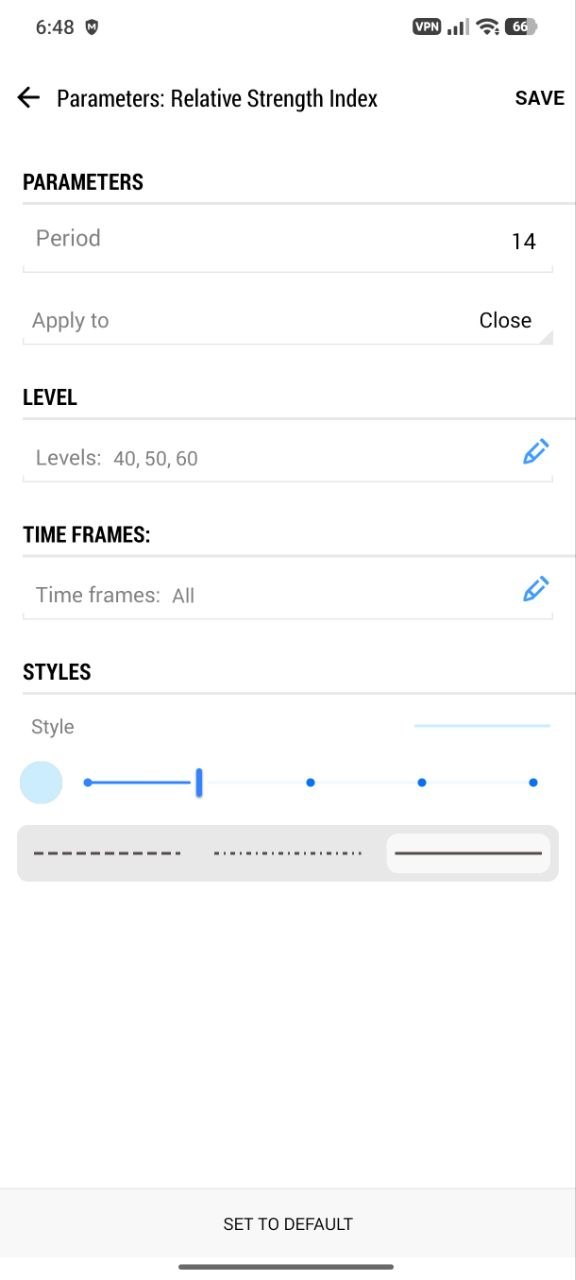 6:48
VPN
66
Parameters: Relative Strength Index
SAVE
PARAMETERS
Period 14
Apply to Close
LEVEL
Levels: 40, 50, 60
TIME FRAMES:
Time frames: All
STYLES
Style
SET TO DEFAULT